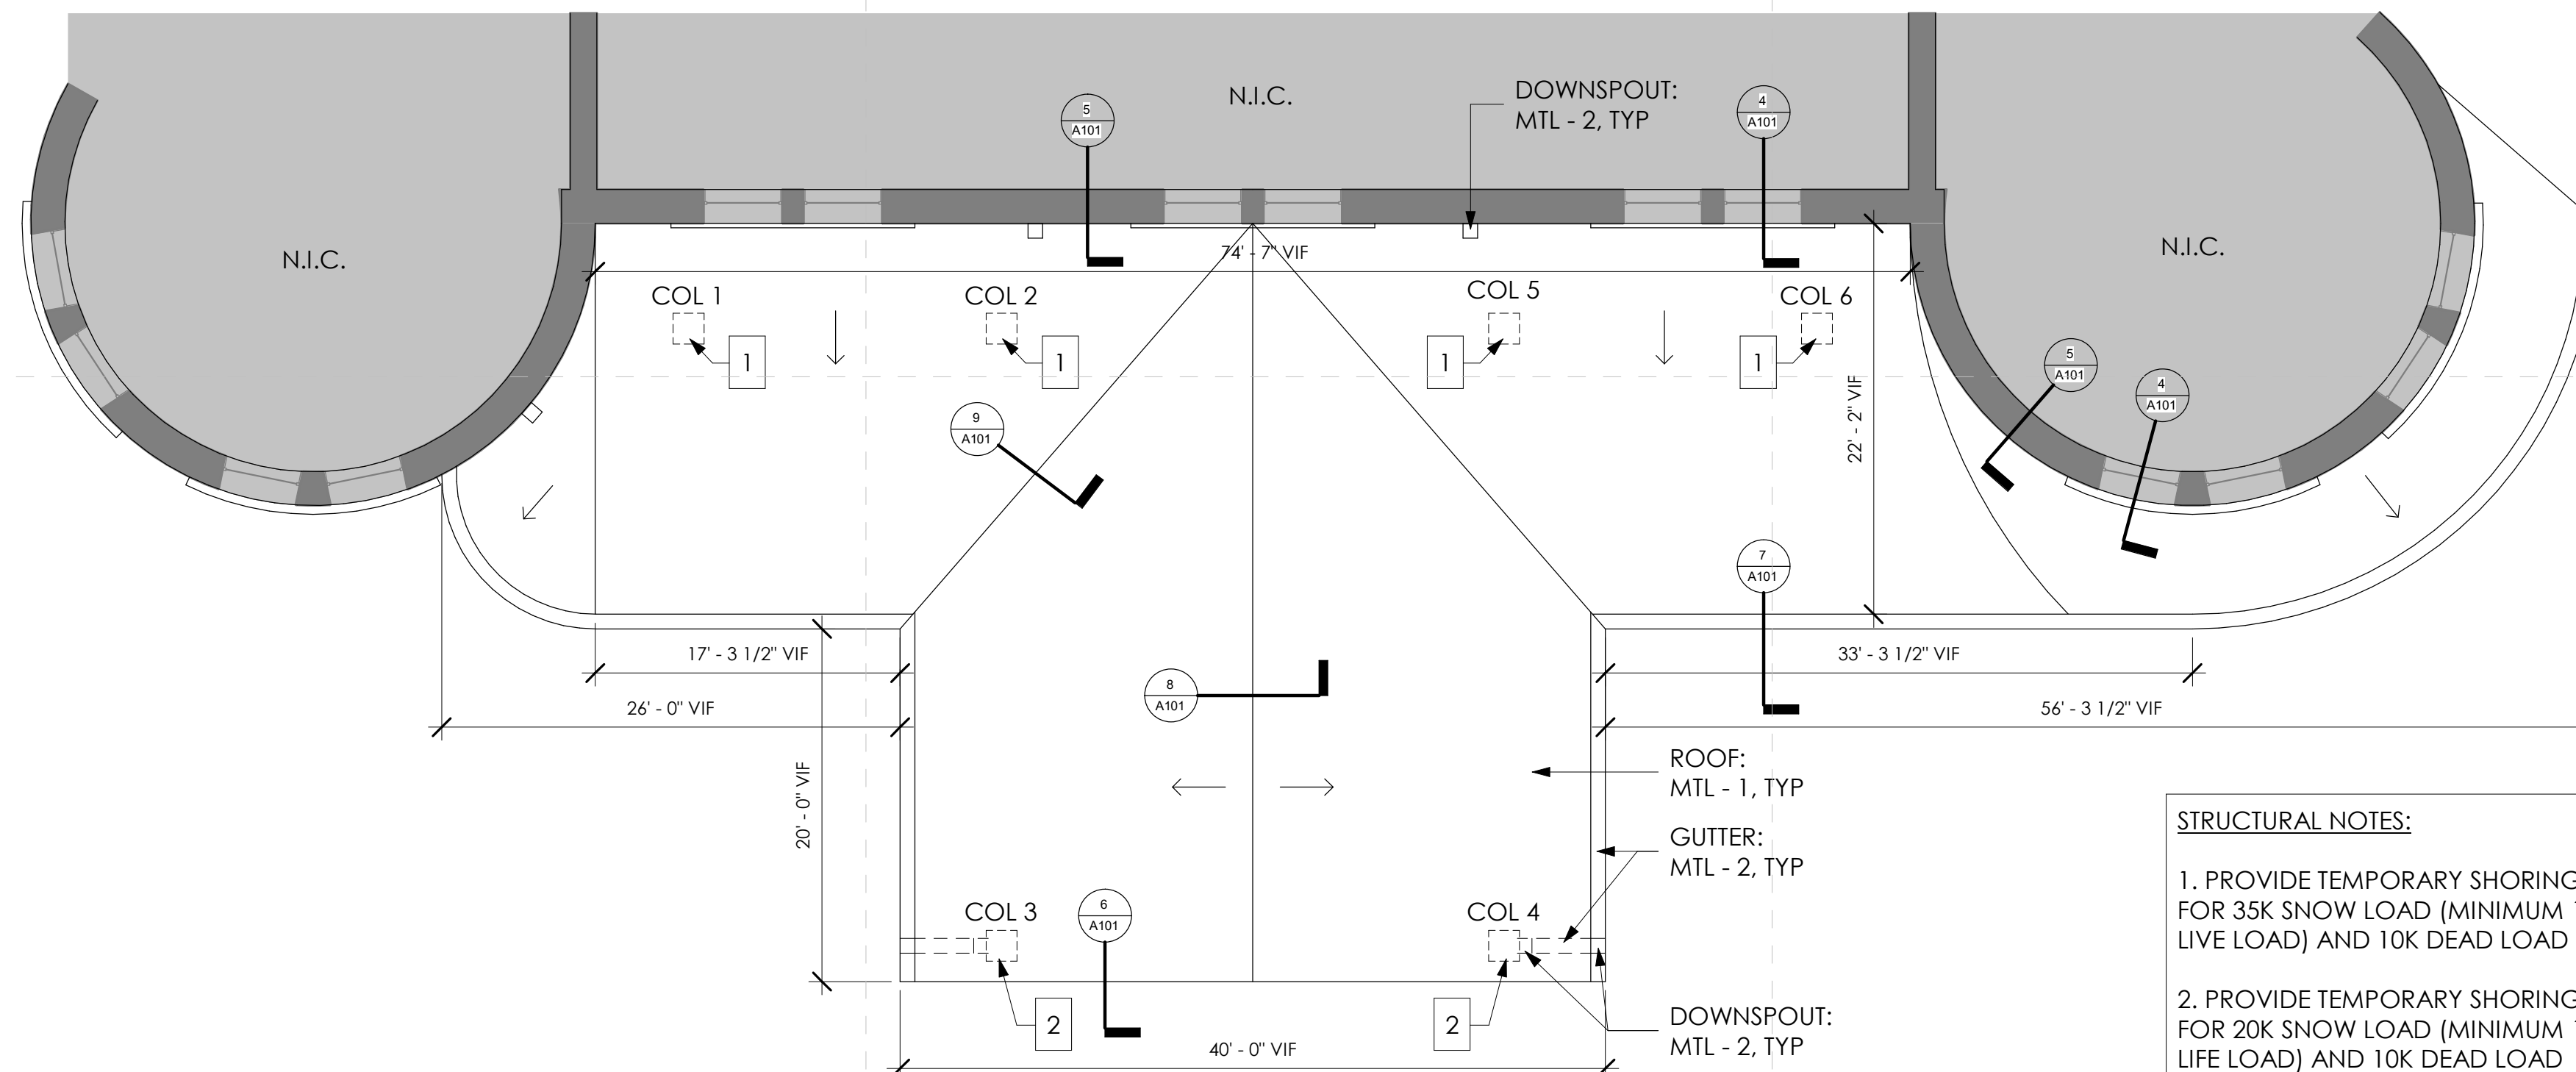 DOWNSPOUT:
MTL - 2, TYP
N.I.C.
5
A101
4
A101
N.I.C.
N.I.C.
74' - 7" VIF
COL 1
COL 2
COL 5
COL 6
1
1
1
1
22' - 2" VIF
5
A101
4
A101
9
A101
7
A101
17' - 3 1/2" VIF
33' - 3 1/2" VIF
8
A101
26' - 0" VIF
56' - 3 1/2" VIF
20' - 0" VIF
ROOF:
MTL - 1, TYP
GUTTER:
MTL - 2, TYP
COL 3
6
A101
COL 4
2
2
DOWNSPOUT:
MTL - 2, TYP
40' - 0" VIF
STRUCTURAL NOTES:
1. PROVIDE TEMPORARY SHORING
FOR 35K SNOW LOAD (MINIMUM
LIVE LOAD) AND 10K DEAD LOAD
2. PROVIDE TEMPORARY SHORING
FOR 20K SNOW LOAD (MINIMUM
LIFE LOAD) AND 10K DEAD LOAD